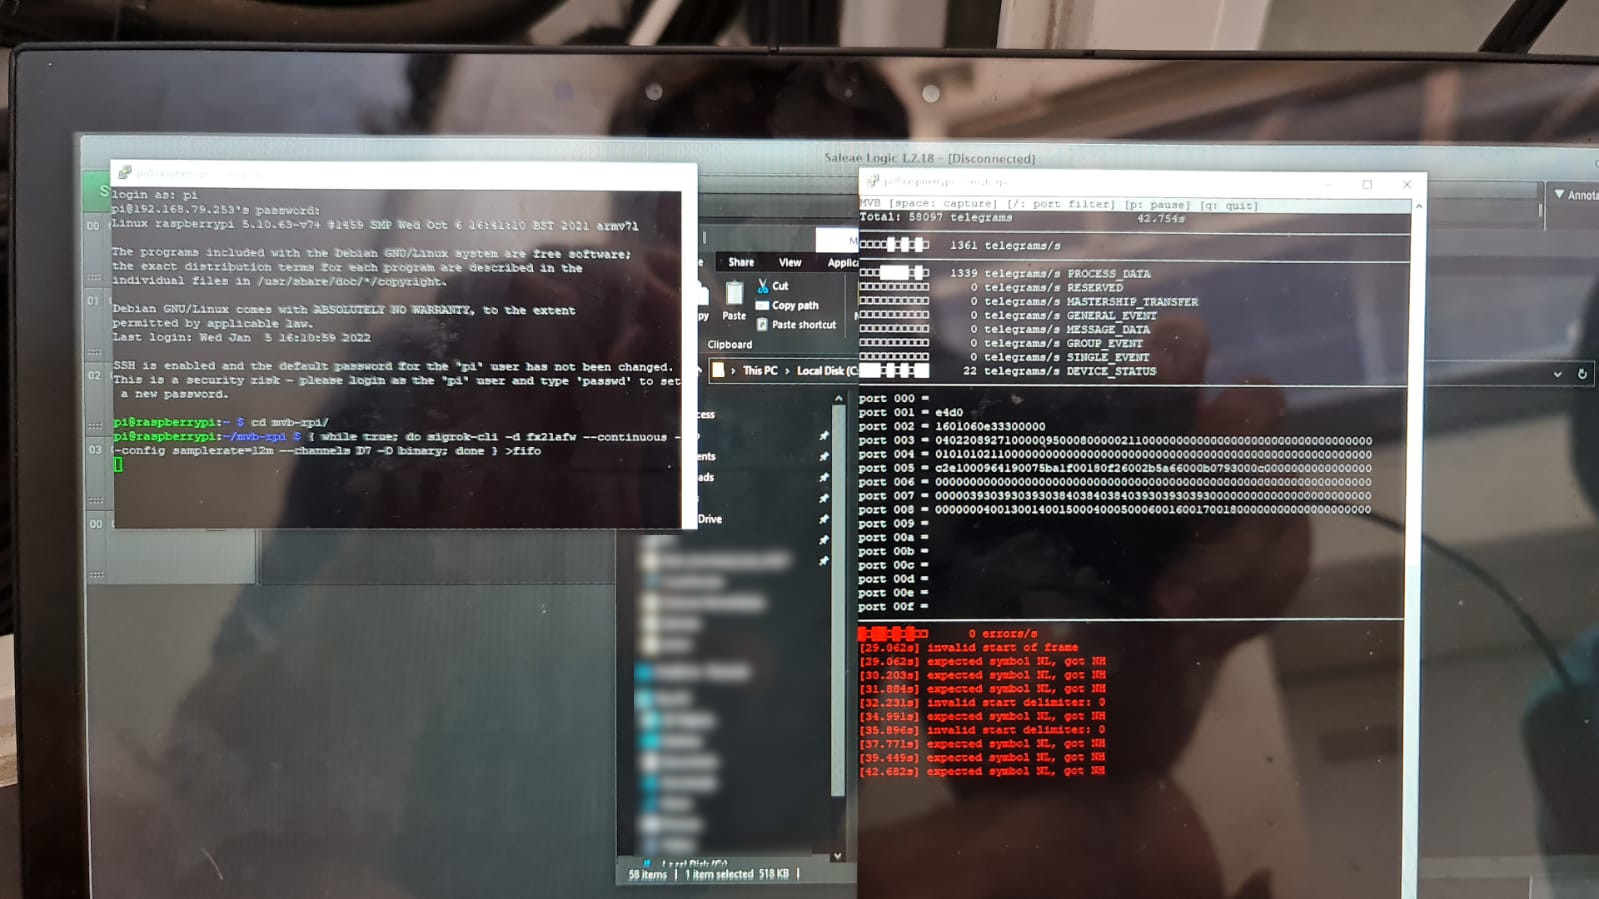 Saleae Logic 1.2.18 - [Disconnected]
login as: pi
pi@192.168.79.253's password:
Linux raspberrypi 5.10.63-v7+ #1459 SMP Wed Oct 6 16:41:10 BST 2021 armv7l
The programs included with the Debian GNU/Linux system are free software;
the exact distribution terms for each program are described in the
individual files in /usr/share/doc/*/copyright.
Debian GNU/Linux comes with ABSOLUTELY NO WARRANTY, to the extent
permitted by applicable law.
Last login: Wed Jan  5 16:10:59 2022
SSH is enabled and the default password for the "pi" user has not been changed.
This is a security risk - please login as the "pi" user and type 'passwd' to set
a new password.
pi@raspberrypi:~ $ cd mvb-rpi/
pi@raspberrypi:~/mvb-rpi $ { while true; do sigrok-cli -d fx2lafw --continuous -
-config samplerate=12m --channels D7 -O binary; done } >fifo
S
00
01
02
03
00
Share View Applic
Cut
Copy path
Paste shortcut
Paste
py
Clipboard
This PC > Local Disk (C:
cess
ents
ads
Drive
Local Disk (C:)
58 items 1 item selected 518 KB
pi@raspberrypi
MVB [space: capture] [/: port filter] [p: pause] [q: quit]
Total: 58097 telegrams 42.754s
1361 telegrams/s
1339 telegrams/s PROCESS_DATA
0 telegrams/s RESERVED
0 telegrams/s MASTERSHIP_TRANSFER
0 telegrams/s GENERAL_EVENT
0 telegrams/s MESSAGE_DATA
0 telegrams/s GROUP_EVENT
0 telegrams/s SINGLE_EVENT
22 telegrams/s DEVICE_STATUS
port 000 =
port 001 = e4d0
port 002 = 1601060e33300000
port 003 =
port 004 =
port 005 =
port 006 =
port 007 =
port 008 =
port 009 =
port 00a =
port 00b =
port 00c =
port 00d =
port 00e =
port 00f =
0 errors/s
[29.062s] invalid start of frame
[29.062s] expected symbol NL, got NH
[30.203s] expected symbol NL, got NH
[31.884s] expected symbol NL, got NH
[32.231s] invalid start delimiter: 0
[34.991s] expected symbol NL, got NH
[35.896s] invalid start delimiter: 0
[37.771s] expected symbol NL, got NH
[39.449s] expected symbol NL, got NH
[42.682s] expected symbol NL, got NH
Annota